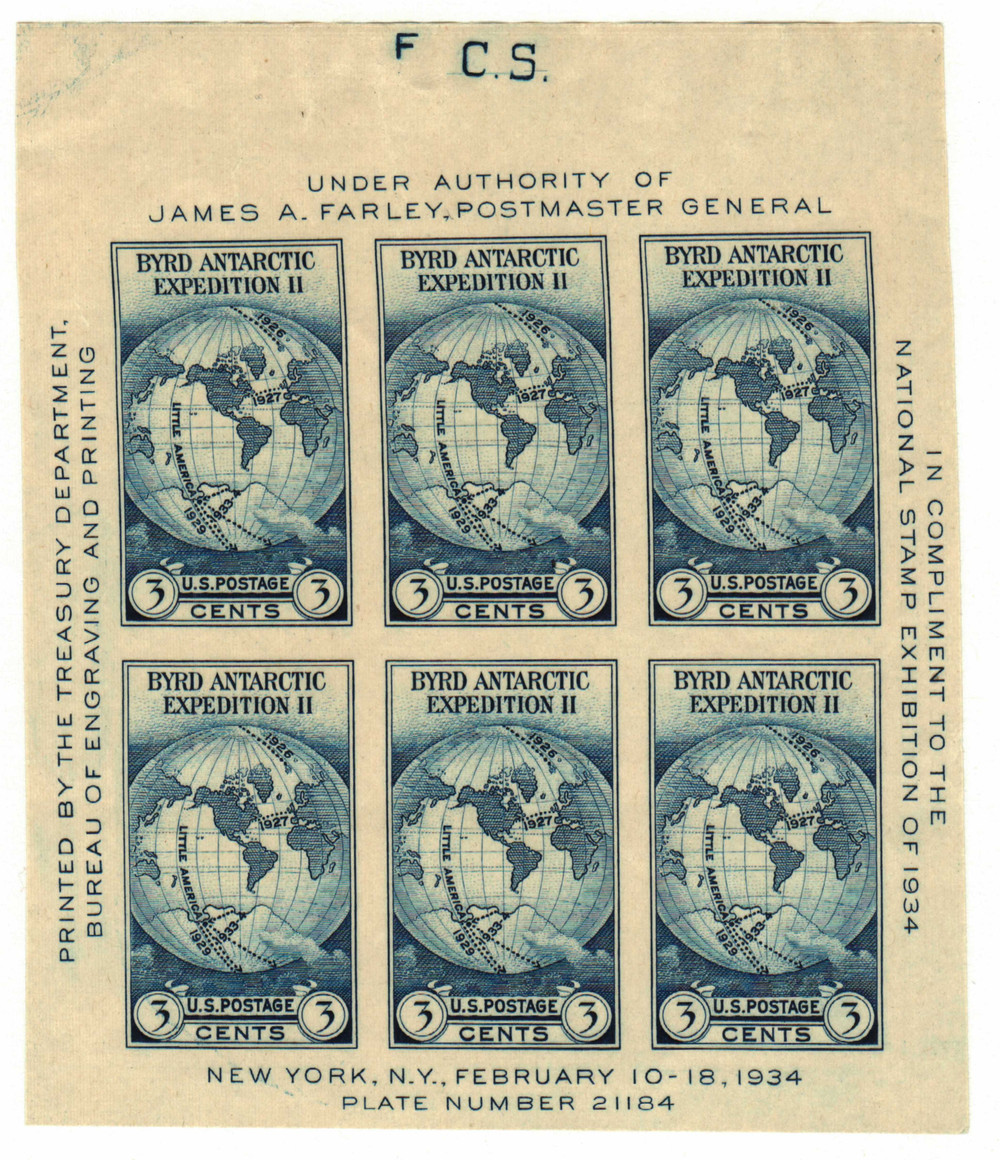 F C.S.
UNDER AUTHORITY OF
JAMES A. FARLEY, POSTMASTER GENERAL
PRINTED BY THE TREASURY DEPARTMENT,
BUREAU OF ENGRAVING AND PRINTING
BYRD ANTARCTIC
EXPEDITION II
1926
1927
LITTLE AMERICA
1933
1929
3 U.S.POSTAGE 3
CENTS
BYRD ANTARCTIC
EXPEDITION II
1926
1927
LITTLE AMERICA
1933
1929
3 U.S.POSTAGE 3
CENTS
BYRD ANTARCTIC
EXPEDITION II
1926
1927
LITTLE AMERICA
1933
1929
3 U.S.POSTAGE 3
CENTS
BYRD ANTARCTIC
EXPEDITION II
1926
1927
LITTLE AMERICA
1933
1929
3 U.S.POSTAGE 3
CENTS
BYRD ANTARCTIC
EXPEDITION II
1926
1927
LITTLE AMERICA
1933
1929
3 U.S.POSTAGE 3
CENTS
BYRD ANTARCTIC
EXPEDITION II
1926
1927
LITTLE AMERICA
1933
1929
3 U.S.POSTAGE 3
CENTS
IN COMPLIMENT TO THE
NATIONAL STAMP EXHIBITION OF 1934
NEW YORK, N.Y., FEBRUARY 10-18, 1934
PLATE NUMBER 21184